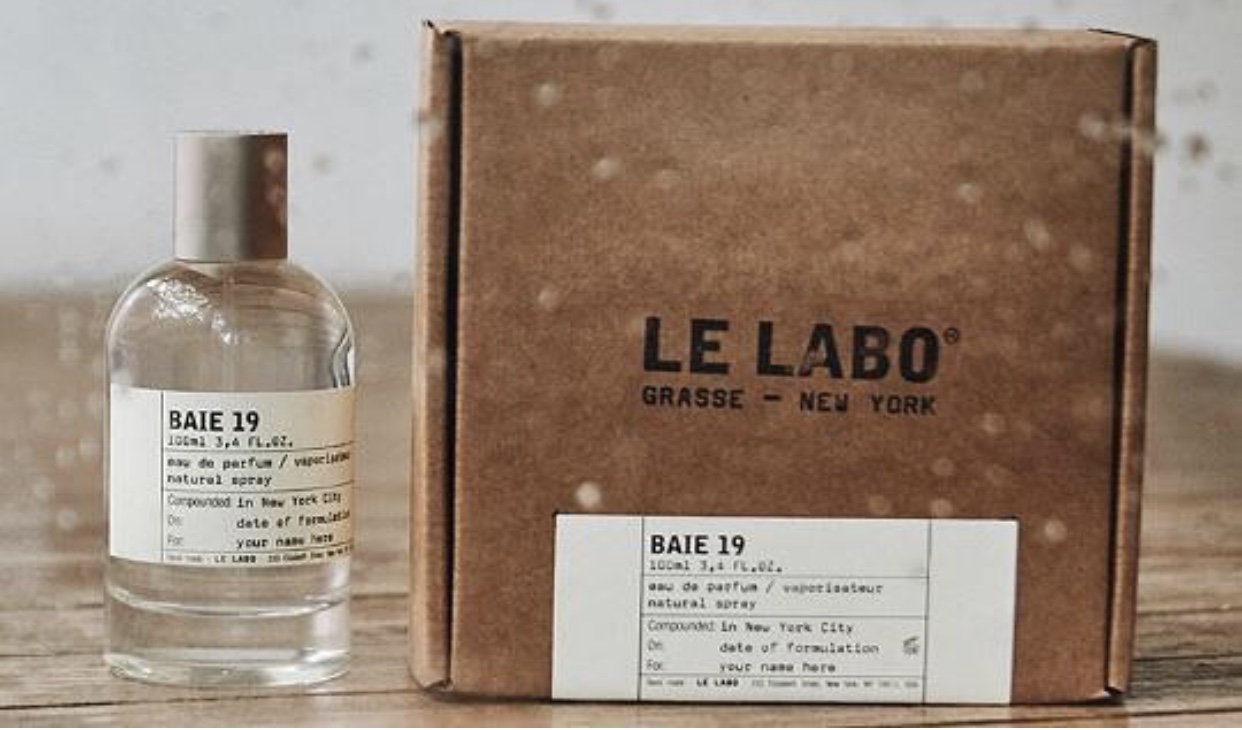 BAIE 19
100ml 3,4 FL.OZ.
eau de parfum /
natural spray
Compounded in New York City
On: date of formulation
For: your name here
LE LABO
LE LABO®
GRASSE — NEW YORK
BAIE 19
100ml 3,4 FL.OZ.
eau de parfum / vaporisateur
natural spray
Compounded in New York City
On: date of formulation
For: your name here
LE LABO